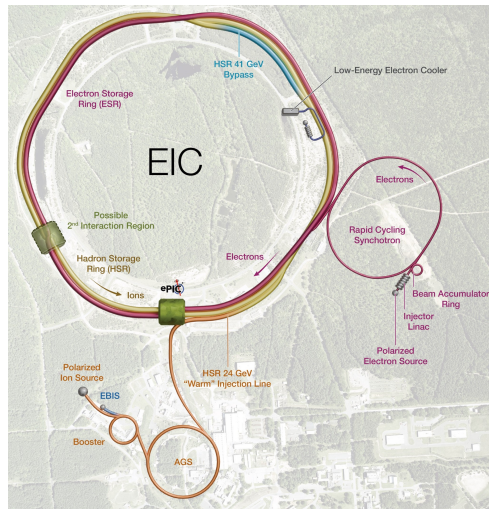 HSR 41 GeV
Bypass
Low-Energy Electron Cooler
Electron Storage
Ring (ESR)
EIC
Electrons
Possible
2nd Interaction Region
Rapid Cycling
Synchotron
Hadron Storage
Ring (HSR)
Electrons
Ions
ePIC
Beam Accumulator
Ring
Injector
Linac
Polarized
Electron Source
Polarized
Ion Source
HSR 24 GeV
"Warm" Injection Line
EBIS
Booster
AGS